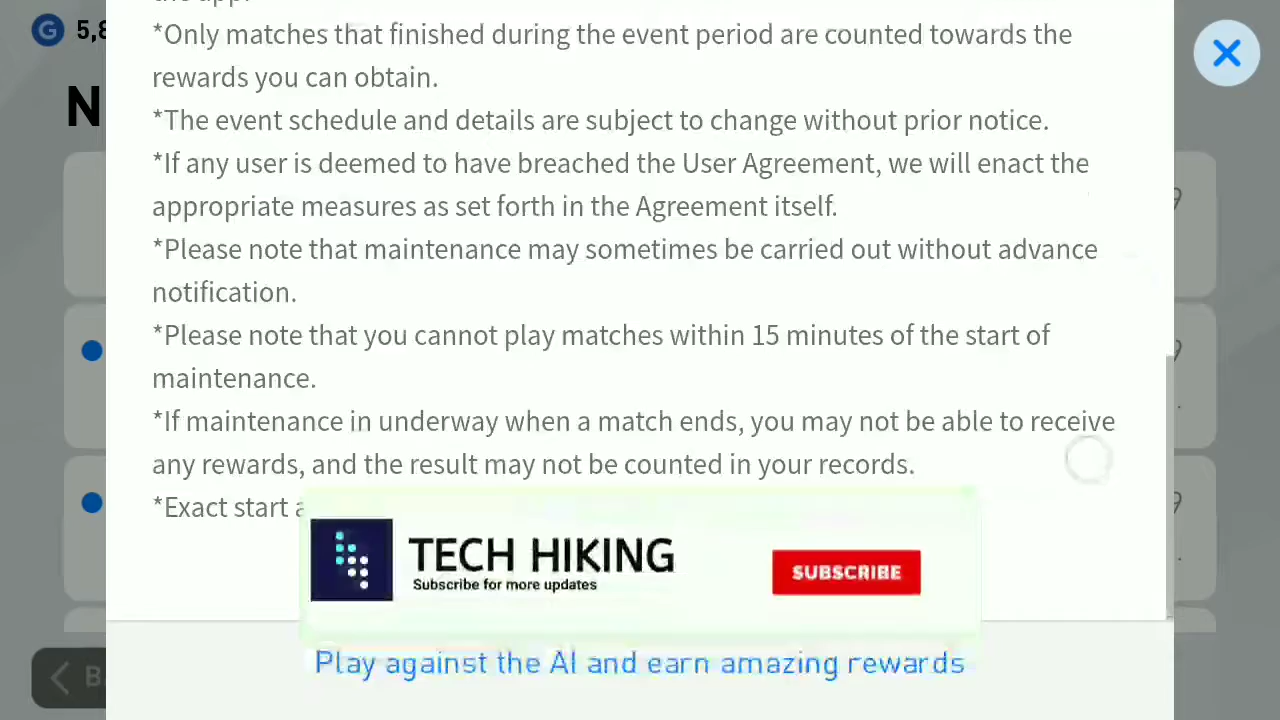 the app.
G 5,8
*Only matches that finished during the event period are counted towards the
rewards you can obtain.
N
*The event schedule and details are subject to change without prior notice.
*If any user is deemed to have breached the User Agreement, we will enact the
appropriate measures as set forth in the Agreement itself.
*Please note that maintenance may sometimes be carried out without advance
notification.
*Please note that you cannot play matches within 15 minutes of the start of
maintenance.
*If maintenance in underway when a match ends, you may not be able to receive
any rewards, and the result may not be counted in your records.
*Exact start
TECH HIKING
Subscribe for more updates
SUBSCRIBE
Play against the AI and earn amazing rewards